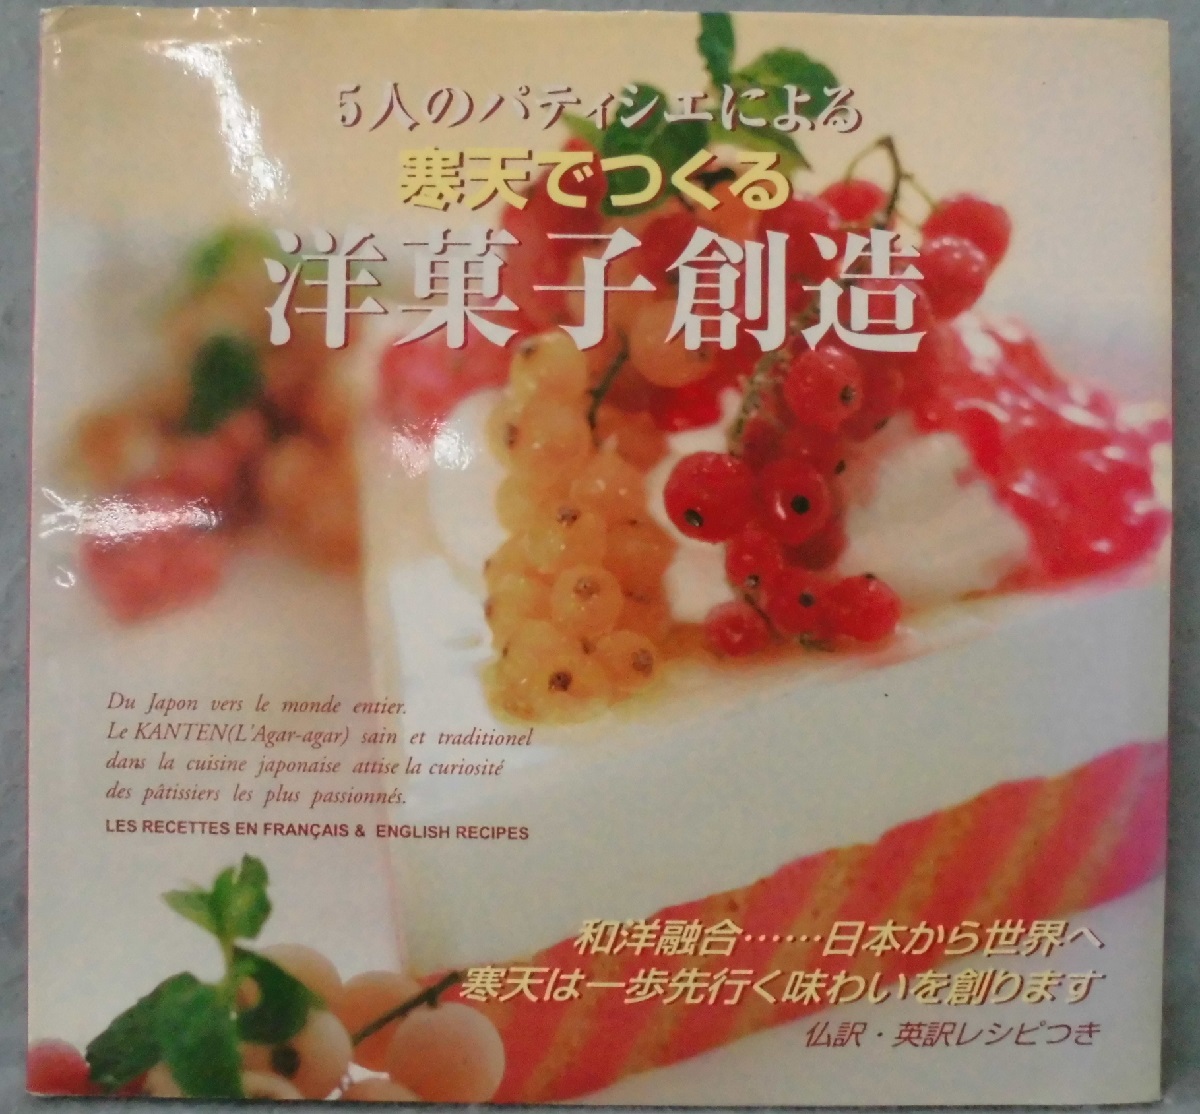 5人のパティシエによる
寒天でつくる
洋菓子創造
Du Japon vers le monde entier.
Le KANTEN(L'Agar-agar) sain et traditionel
dans la cuisine japonaise attise la curiosité
des pâtissiers les plus passionnés.
LES RECETTES EN FRANÇAIS & ENGLISH RECIPES
和洋融合……日本から世界へ
寒天は一歩先行く味わいを創ります
仏訳・英訳レシピつき